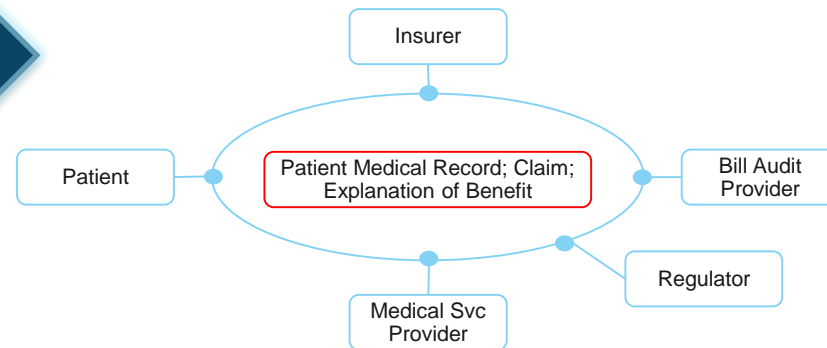 Insurer
Patient
Patient Medical Record; Claim;
Explanation of Benefit
Bill Audit
Provider
Regulator
Medical Svc
Provider